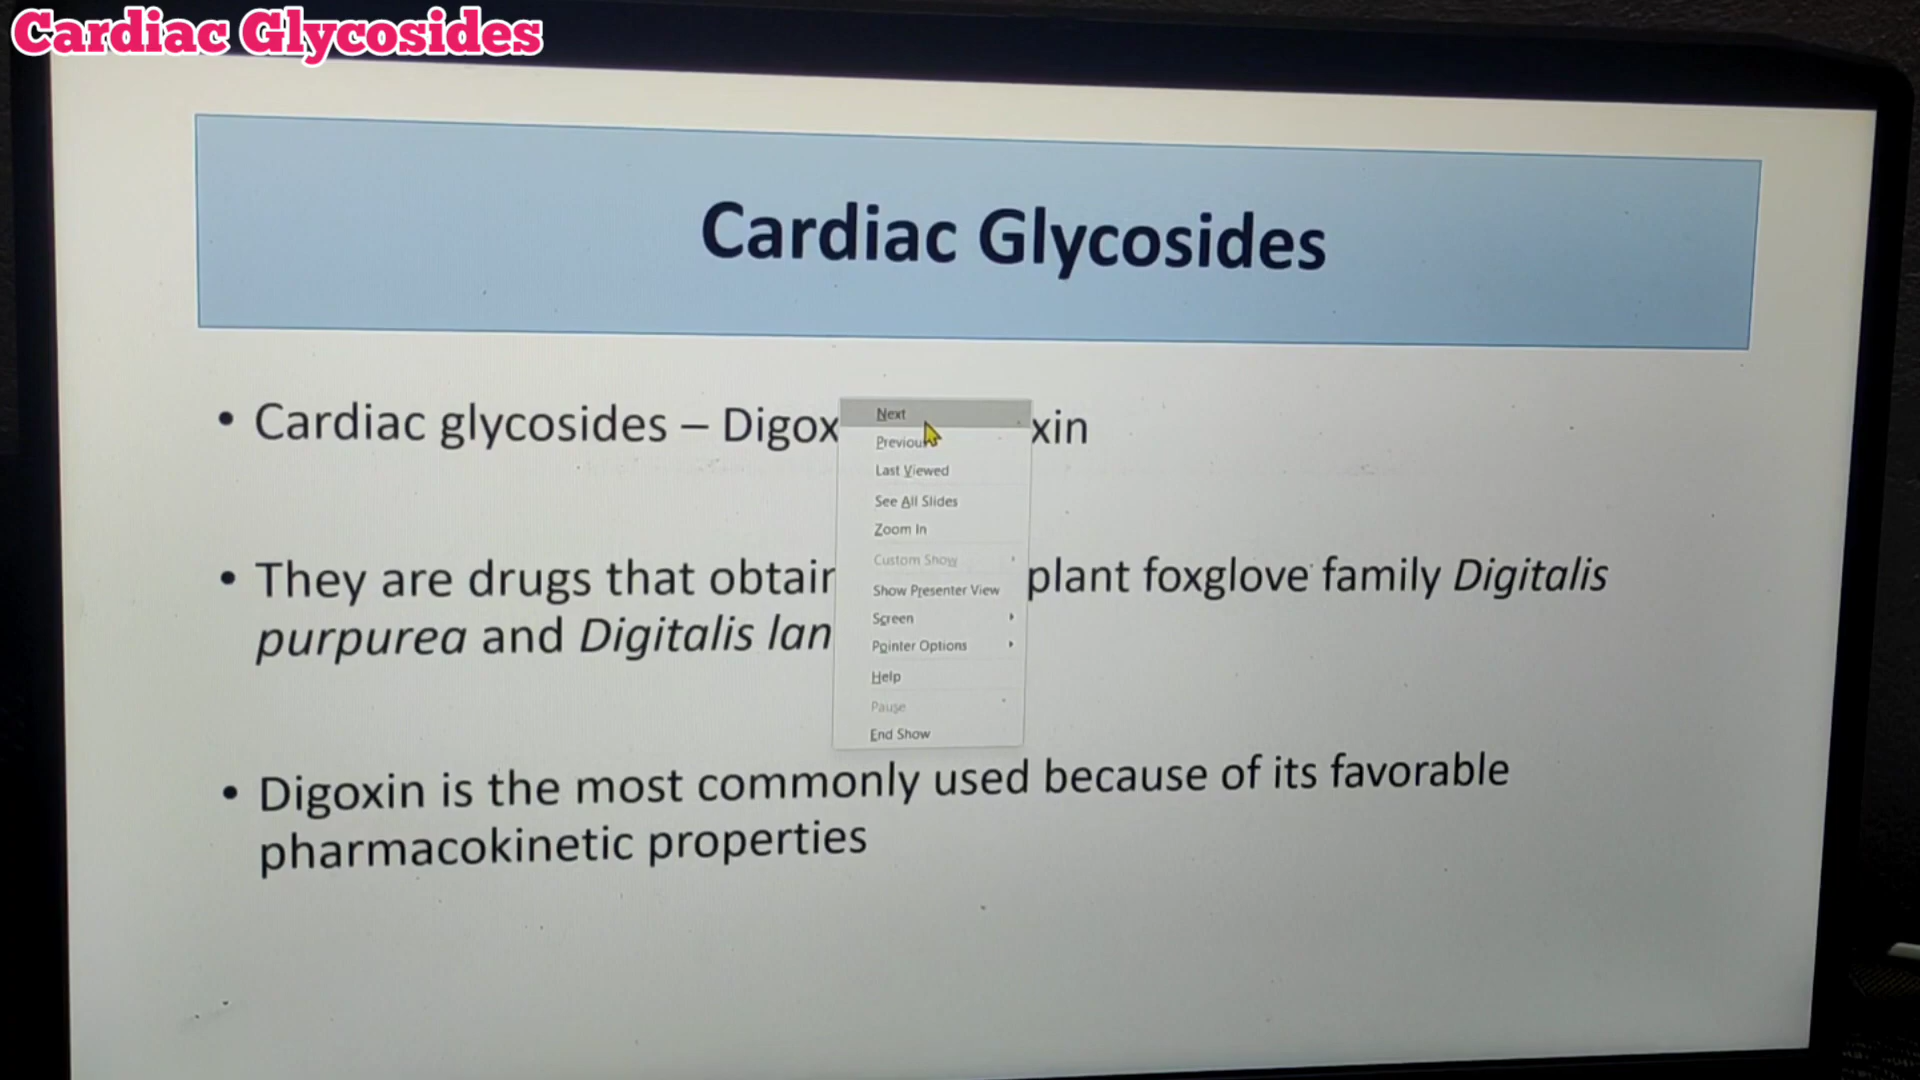 Cardiac Glycosides
Cardiac Glycosides
• Cardiac glycosides – Digox xin
Next
Previous
Last Viewed
See All Slides
Zoom In
Custom Show
Show Presenter View
Screen
Pointer Options
Help
Pause
End Show
• They are drugs that obtain plant foxglove family Digitalis
purpurea and Digitalis lan
• Digoxin is the most commonly used because of its favorable
pharmacokinetic properties